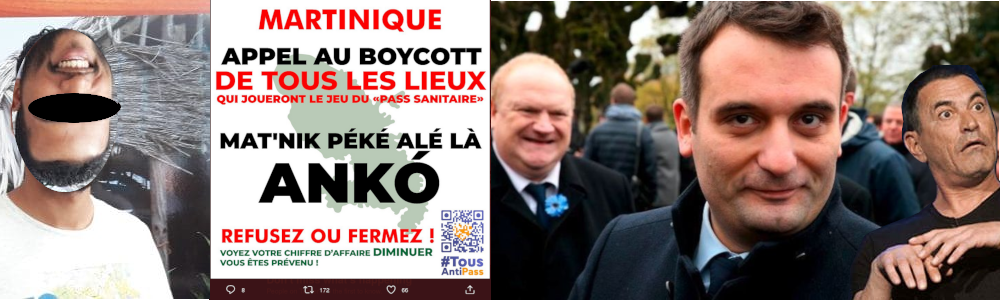 MARTINIQUE
APPEL AU BOYCOTT
DE TOUS LES LIEUX
QUI JOUERONT LE JEU DU «PASS SANITAIRE»
MAT'NIK PÉKÉ ALÉ LÀ
ANKÓ
REFUSEZ OU FERMEZ !
VOYEZ VOTRE CHIFFRE D'AFFAIRE DIMINUER
VOUS ÊTES PRÉVENU !
#Tous
AntiPass
8 172 66